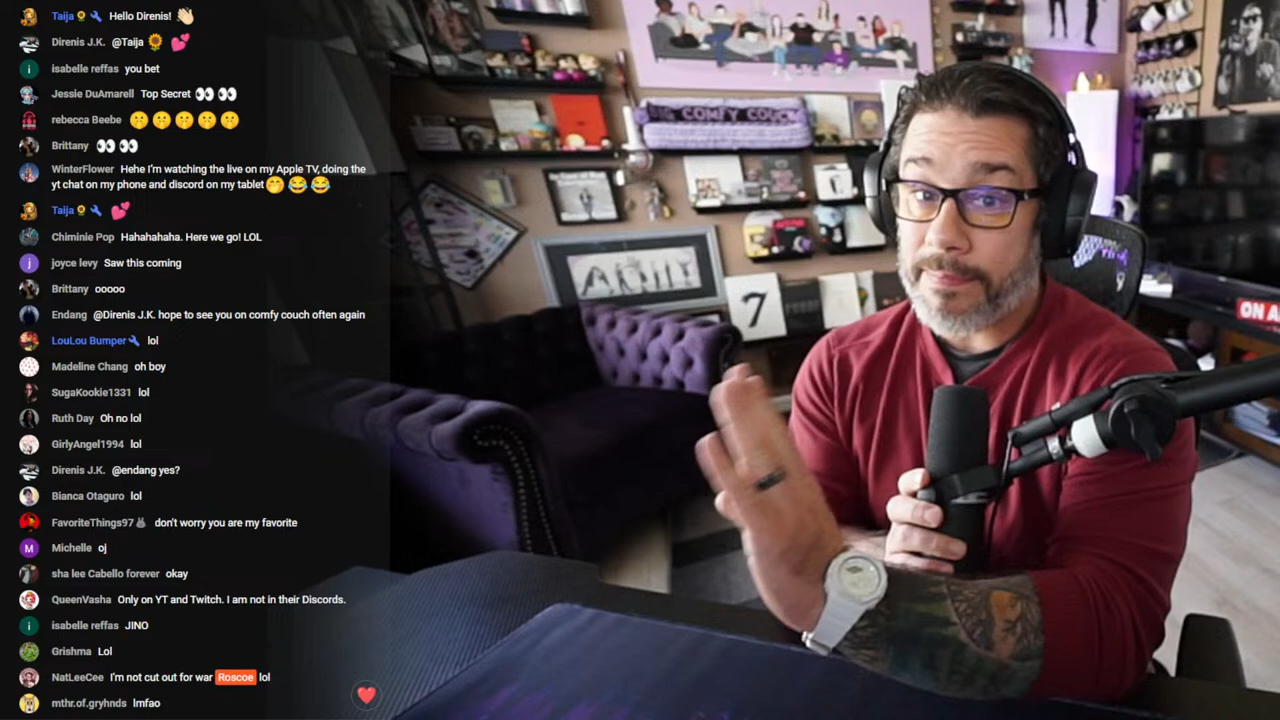 Taija Hello Direnis!
Direnis J.K. @Taija
isabelle reffas you bet
Jessie DuAmarell Top Secret
rebecca Beebe
Brittany
WinterFlower Hehe I'm watching the live on my Apple TV, doing the
yt chat on my phone and discord on my tablet
Taija
Chiminie Pop Hahahahaha. Here we go! LOL
joyce levy Saw this coming
Brittany ooooo
Endang @Direnis J.K. hope to see you on comfy couch often again
LouLou Bumper lol
Madeline Chang oh boy
SugaKookie1331 lol
Ruth Day Oh no lol
GirlyAngel1994 lol
Direnis J.K. @endang yes?
Bianca Otaguro lol
FavoriteThings97 don't worry you are my favorite
M Michelle oj
sha lee Cabello forever okay
QueenVasha Only on YT and Twitch. I am not in their Discords.
isabelle reffas JINO
Grishma Lol
NatLeeCee I'm not cut out for war Roscoe lol
mthr.of.gryhnds lmfao
BIG COMFY COUCH
ARMY
7
ON A